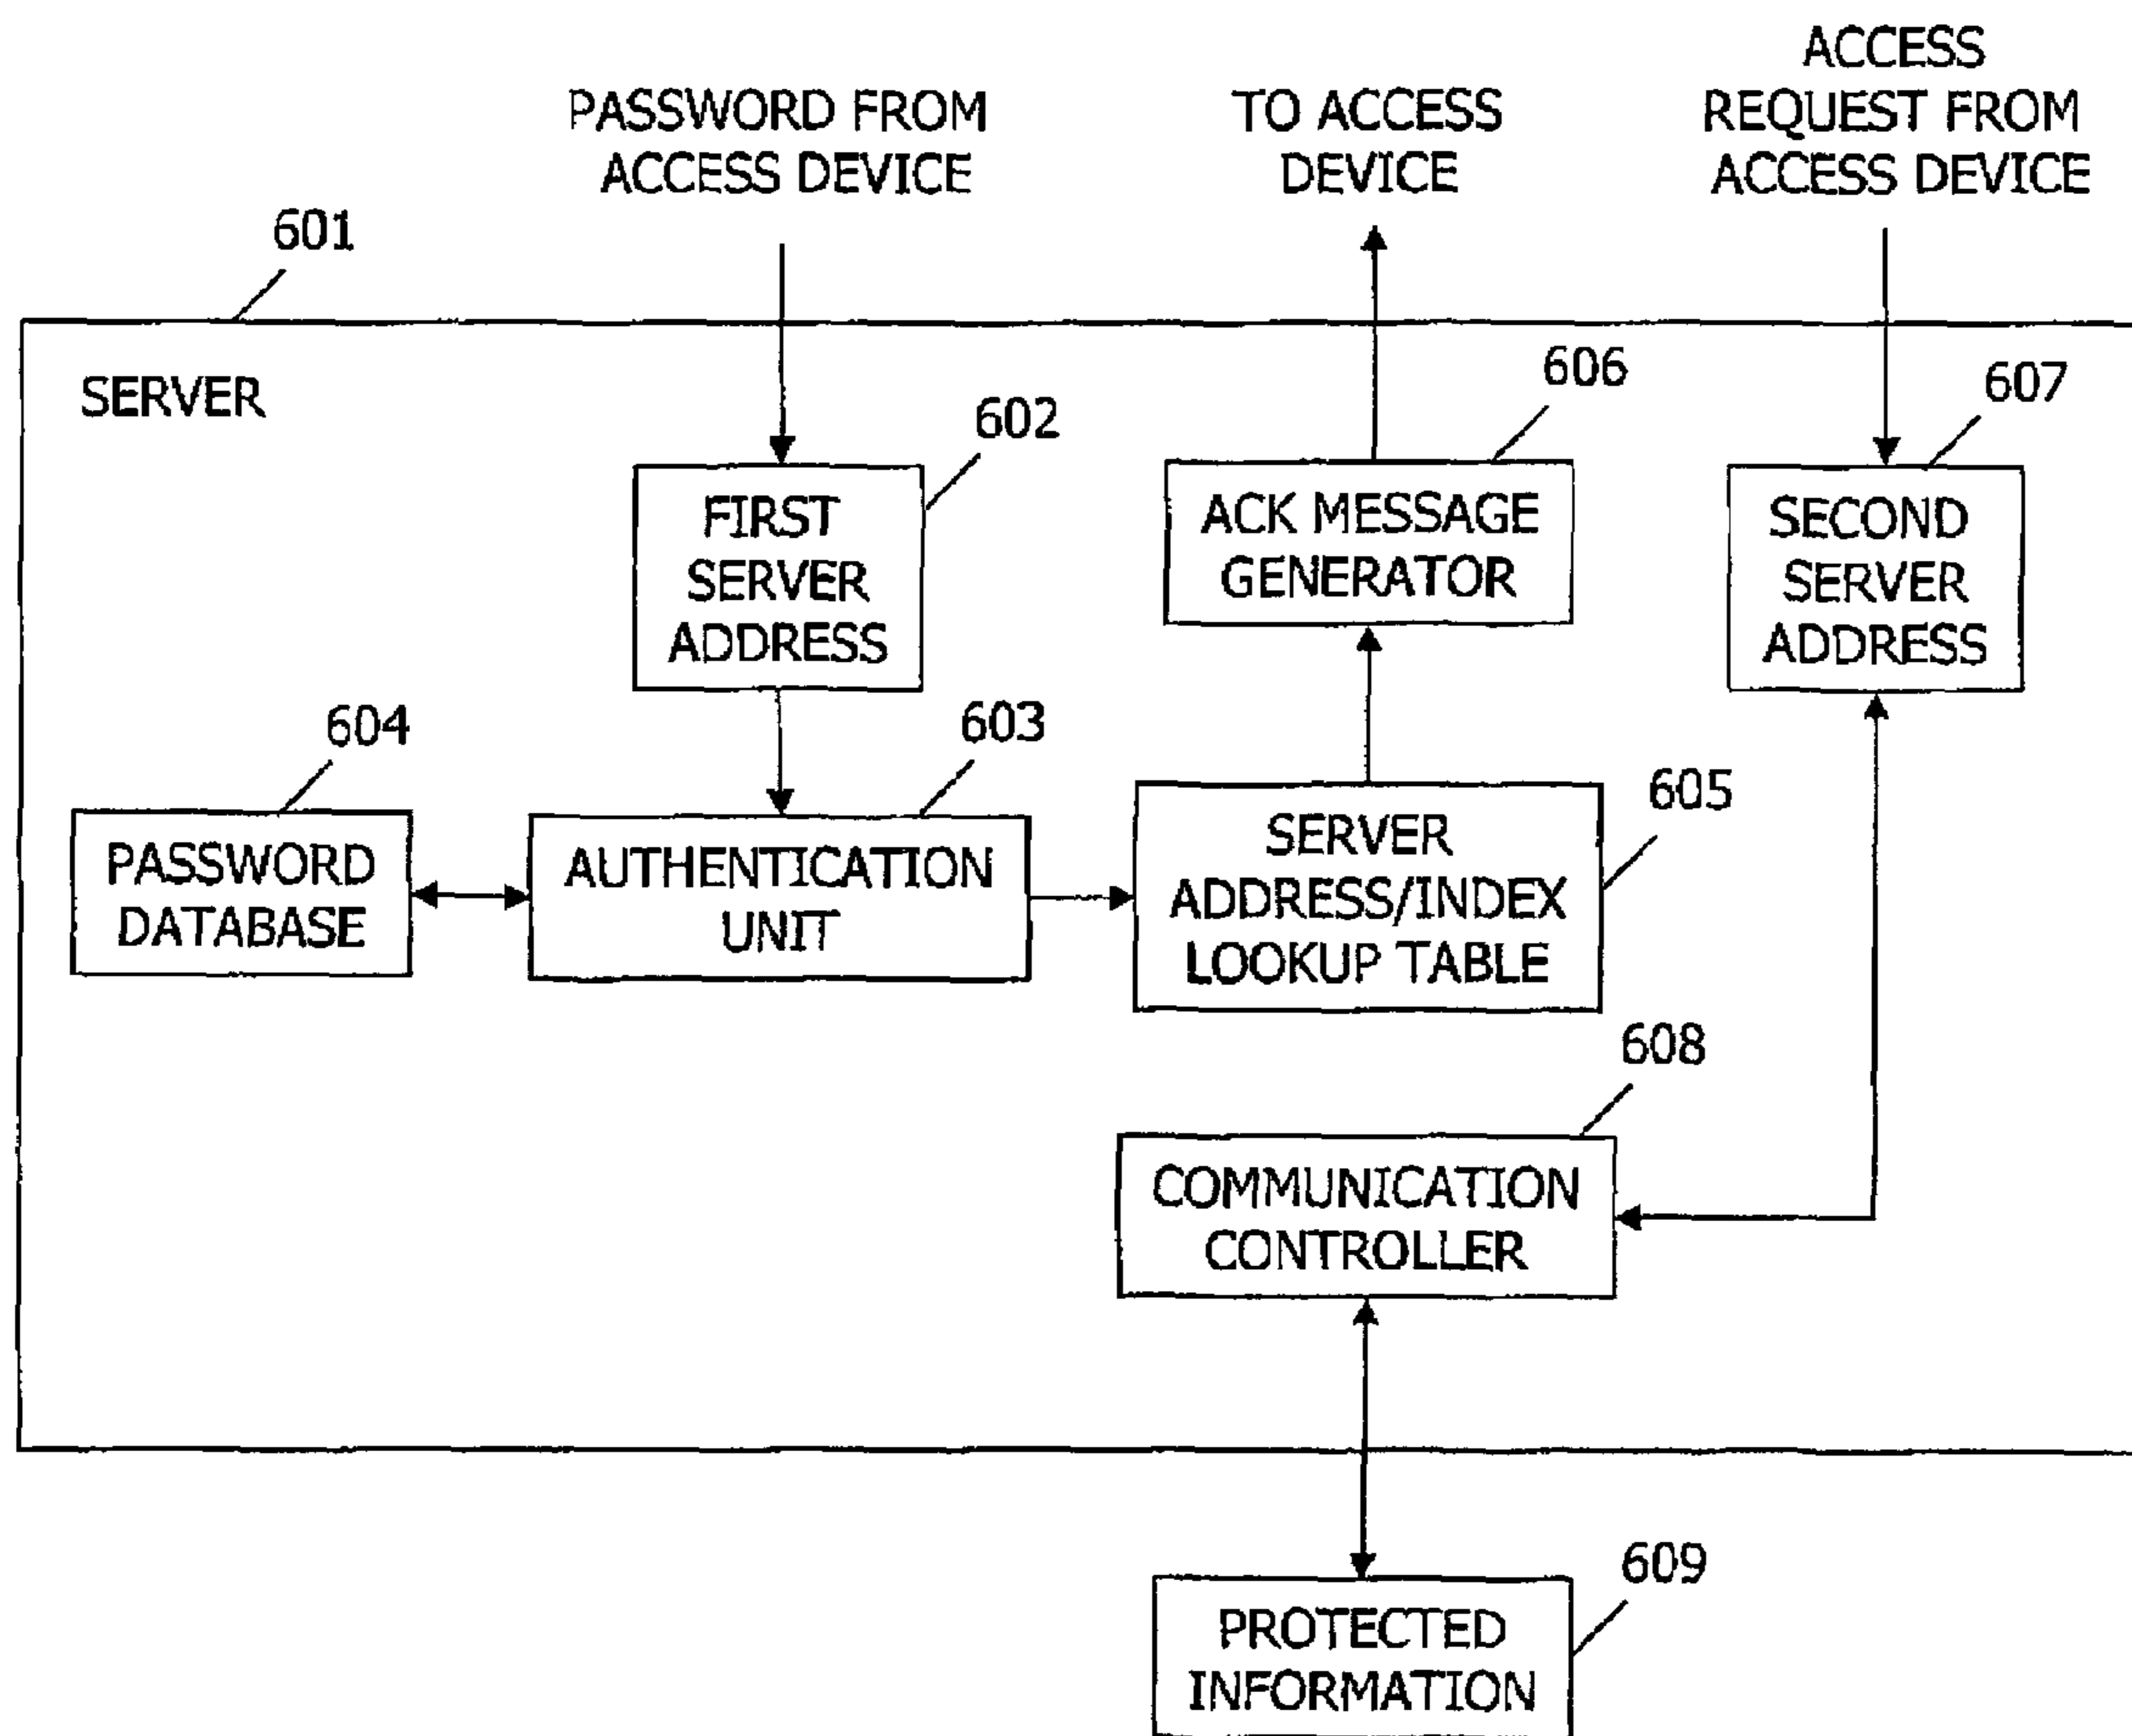 PASSWORD FROM
ACCESS DEVICE
TO ACCESS
DEVICE
ACCESS
REQUEST FROM
ACCESS DEVICE
601
SERVER
602
FIRST
SERVER
ADDRESS
606
ACK MESSAGE
GENERATOR
607
SECOND
SERVER
ADDRESS
604
PASSWORD
DATABASE
603
AUTHENTICATION
UNIT
605
SERVER
ADDRESS/INDEX
LOOKUP TABLE
608
COMMUNICATION
CONTROLLER
609
PROTECTED
INFORMATION